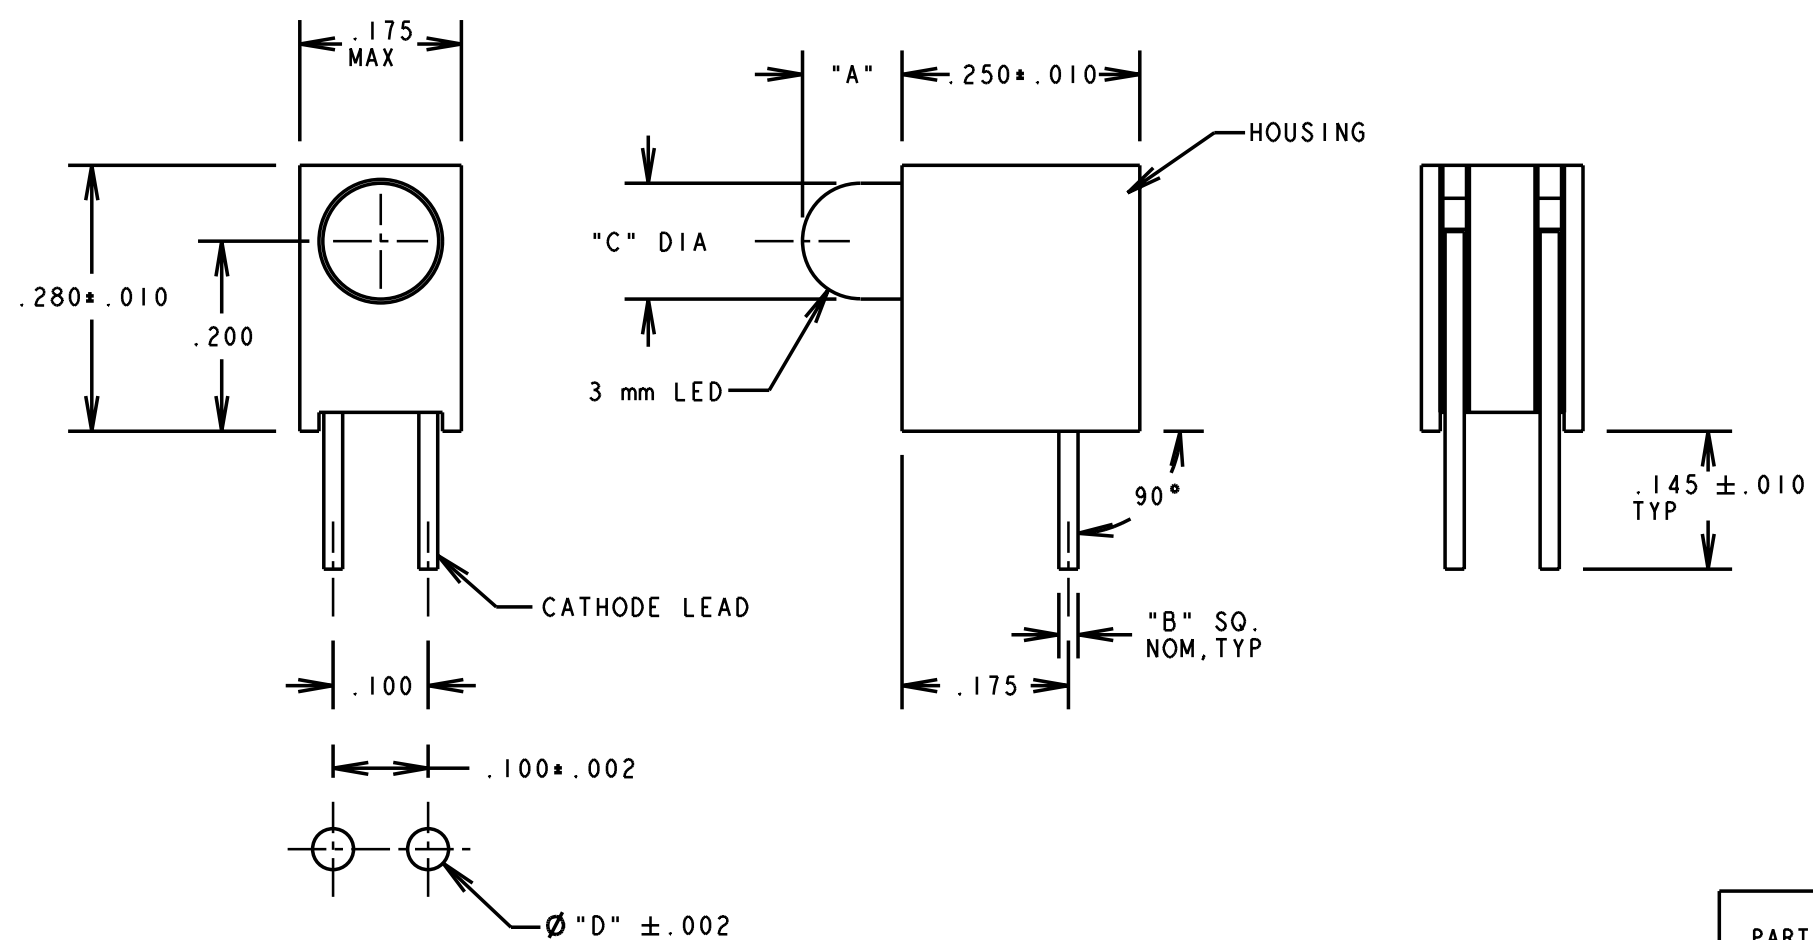 .175
MAX
"A"
.250±.010
HOUSING
"C" DIA
.280±.010
.200
3 mm LED
90°
.145 ±.010
TYP
CATHODE LEAD
"B" SQ.
NOM,TYP
.100
.175
.100±.002
Ø "D" ±.002
PART